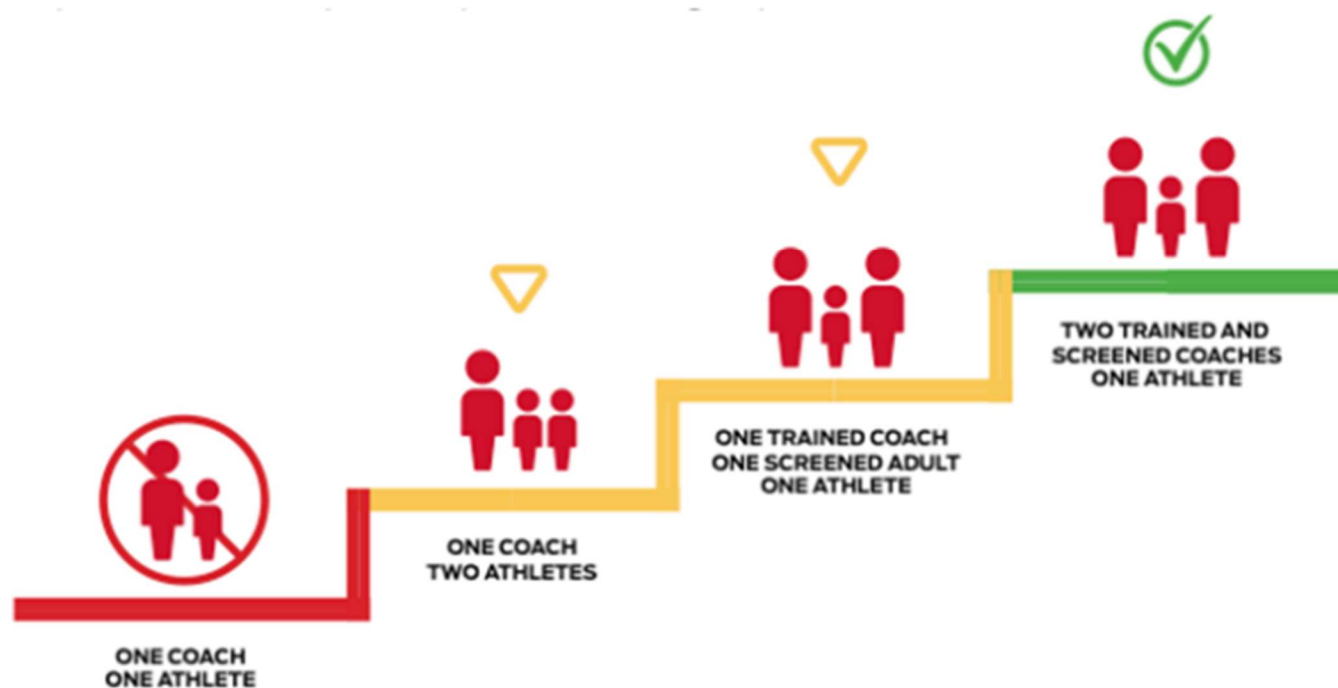 ONE COACH
ONE ATHLETE
ONE COACH
TWO ATHLETES
ONE TRAINED COACH
ONE SCREENED ADULT
ONE ATHLETE
TWO TRAINED AND
SCREENED COACHES
ONE ATHLETE